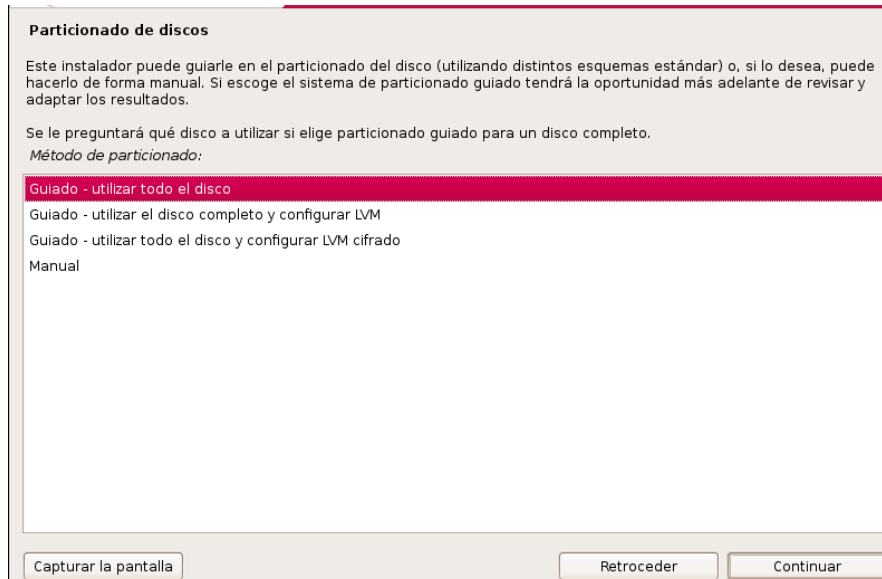 Particionado de discos
Este instalador puede guiarle en el particionado del disco (utilizando distintos esquemas estándar) o, si lo desea, puede
hacerlo de forma manual. Si escoge el sistema de particionado guiado tendrá la oportunidad más adelante de revisar y
adaptar los resultados.
Se le preguntará qué disco a utilizar si elige particionado guiado para un disco completo.
Método de particionado:
Guiado - utilizar todo el disco
Guiado - utilizar el disco completo y configurar LVM
Guiado - utilizar todo el disco y configurar LVM cifrado
Manual
Capturar la pantalla
Retroceder
Continuar